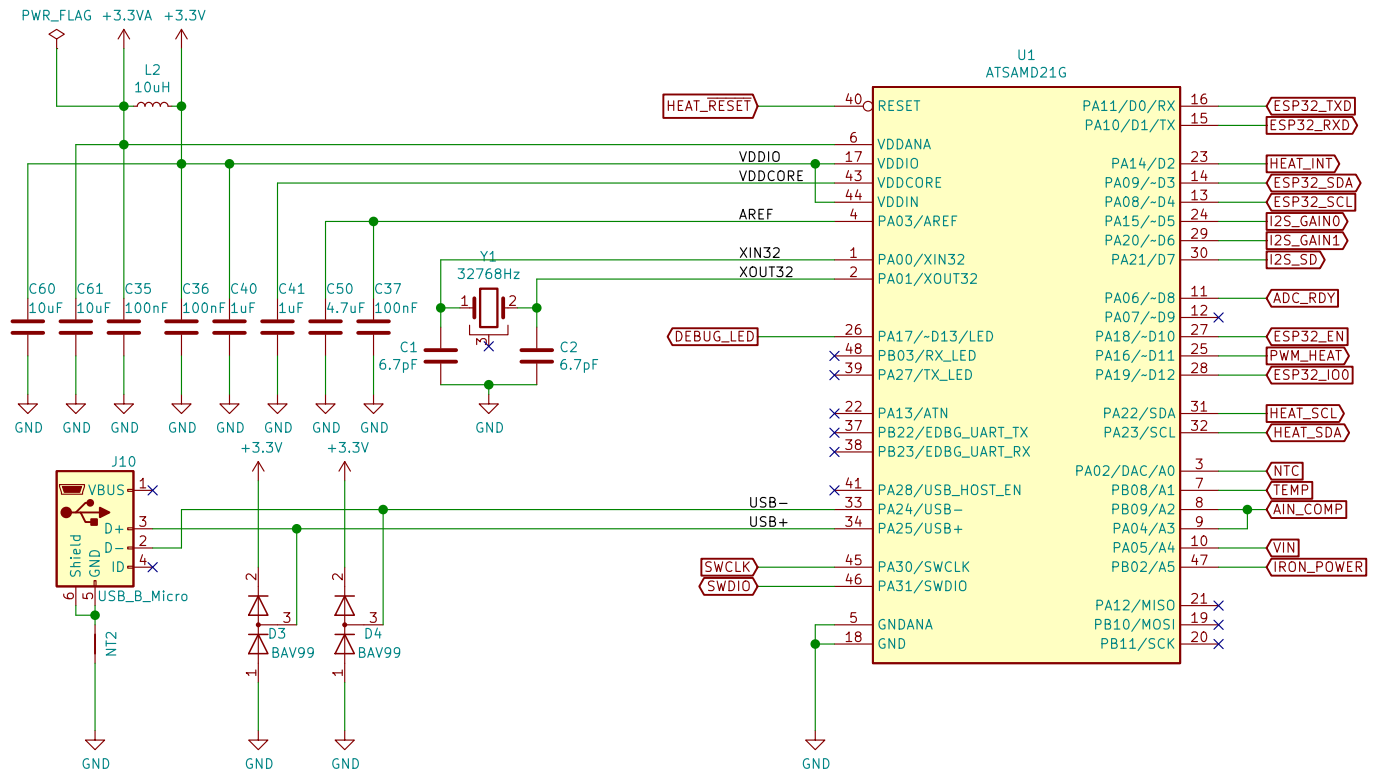 PWR_FLAG +3.3VA +3.3V
L2
10uH
U1
ATSAMD21G
HEAT_RESET
40 RESET
6 VDDANA
VDDIO 17 VDDIO
VDDCORE 43 VDDCORE
44 VDDIN
AREF 4 PA03/AREF
XIN32 1 PA00/XIN32
XOUT32 2 PA01/XOUT32
DEBUG_LED 26 PA17/~D13/LED
48 PB03/RX_LED
39 PA27/TX_LED
22 PA13/ATN
37 PB22/EDBG_UART_TX
38 PB23/EDBG_UART_RX
41 PA28/USB_HOST_EN
USB- 33 PA24/USB-
USB+ 34 PA25/USB+
SWCLK 45 PA30/SWCLK
SWDIO 46 PA31/SWDIO
5 GNDANA
18 GND
GND
PA11/D0/RX 16 ESP32_TXD
PA10/D1/TX 15 ESP32_RXD
PA14/D2 23 HEAT_INT
PA09/~D3 14 ESP32_SDA
PA08/~D4 13 ESP32_SCL
PA15/~D5 24 I2S_GAIN0
PA20/~D6 29 I2S_GAIN1
PA21/D7 30 I2S_SD
PA06/~D8 11 ADC_RDY
PA07/~D9 12
PA18/~D10 27 ESP32_EN
PA16/~D11 25 PWM_HEAT
PA19/~D12 28 ESP32_IO0
PA22/SDA 31 HEAT_SCL
PA23/SCL 32 HEAT_SDA
PA02/DAC/A0 3 NTC
PB08/A1 7 TEMP
PB09/A2 8 AIN_COMP
PA04/A3 9
PA05/A4 10 VIN
PB02/A5 47 IRON_POWER
PA12/MISO 21
PB10/MOSI 19
PB11/SCK 20
C60 C61 C35 C36 C40 C41 C50 C37
10uF 10uF 100nF 100nF 1uF 1uF 4.7uF 100nF
GND GND GND GND GND GND GND GND
Y1
32768Hz
1 2
3
C1 C2
6.7pF 6.7pF
GND
+3.3V +3.3V
J10
VBUS 1
D+ 3
D- 2
ID 4
Shield GND
6 5
USB_B_Micro
NT2
GND
2 2
3 3
D3 D4
BAV99 BAV99
1 1
GND GND